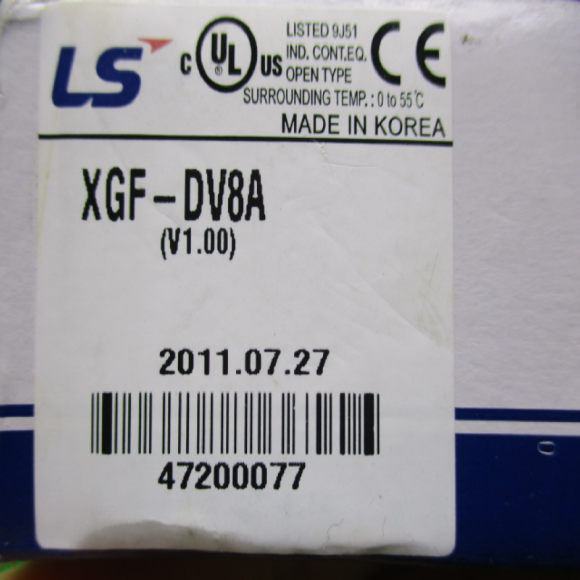 LS
C UL US
®
LISTED 9J51
IND. CONT.EQ.
OPEN TYPE
CE
SURROUNDING TEMP. : 0 to 55℃
MADE IN KOREA
XGF-DV8A
(V1.00)
2011.07.27
47200077
0